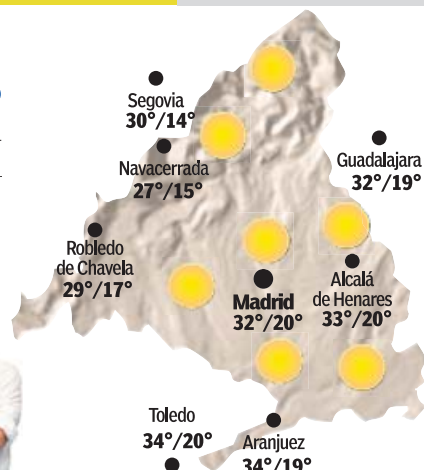 Segovia
30°/14°
Navacerrada
27°/15°
Guadalajara
32°/19°
Robledo
de Chavela
29°/17°
Madrid
32°/20°
Alcalá
de Henares
33°/20°
Toledo
34°/20°
Aranjuez
34°/19°